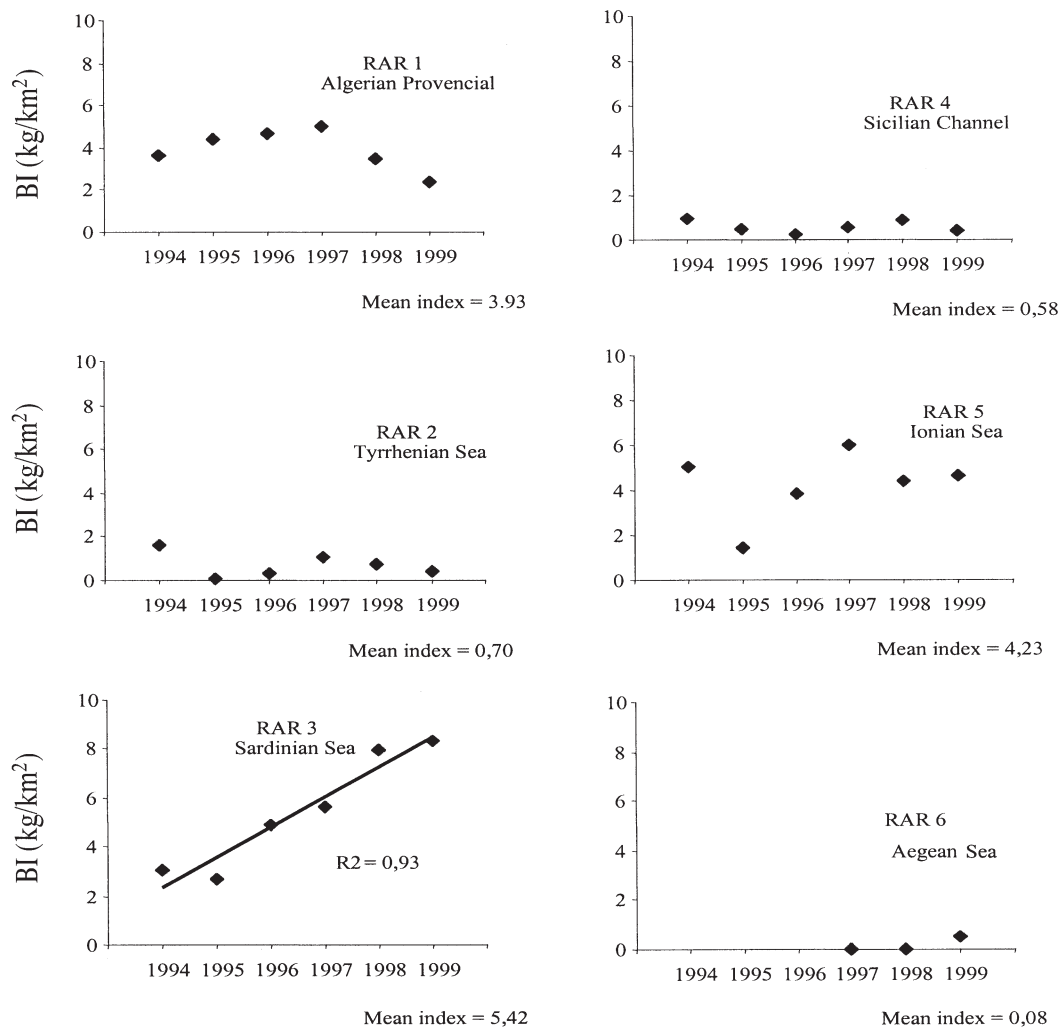 BI (kg/km²)
10
8
6
4
2
0
RAR 1
Algerian Provencial
1994 1995 1996 1997 1998 1999
Mean index = 3.93
10
8
6
4
2
0
RAR 4
Sicilian Channel
1994 1995 1996 1997 1998 1999
Mean index = 0,58
BI (kg/km²)
10
8
6
4
2
0
RAR 2
Tyrrhenian Sea
1994 1995 1996 1997 1998 1999
Mean index = 0,70
10
8
6
4
2
0
RAR 5
Ionian Sea
1994 1995 1996 1997 1998 1999
Mean index = 4,23
BI (kg/km²)
10
8
6
4
2
0
RAR 3
Sardinian Sea
R2 = 0,93
1994 1995 1996 1997 1998 1999
Mean index = 5,42
10
8
6
4
2
0
RAR 6
Aegean Sea
1994 1995 1996 1997 1998 1999
Mean index = 0,08